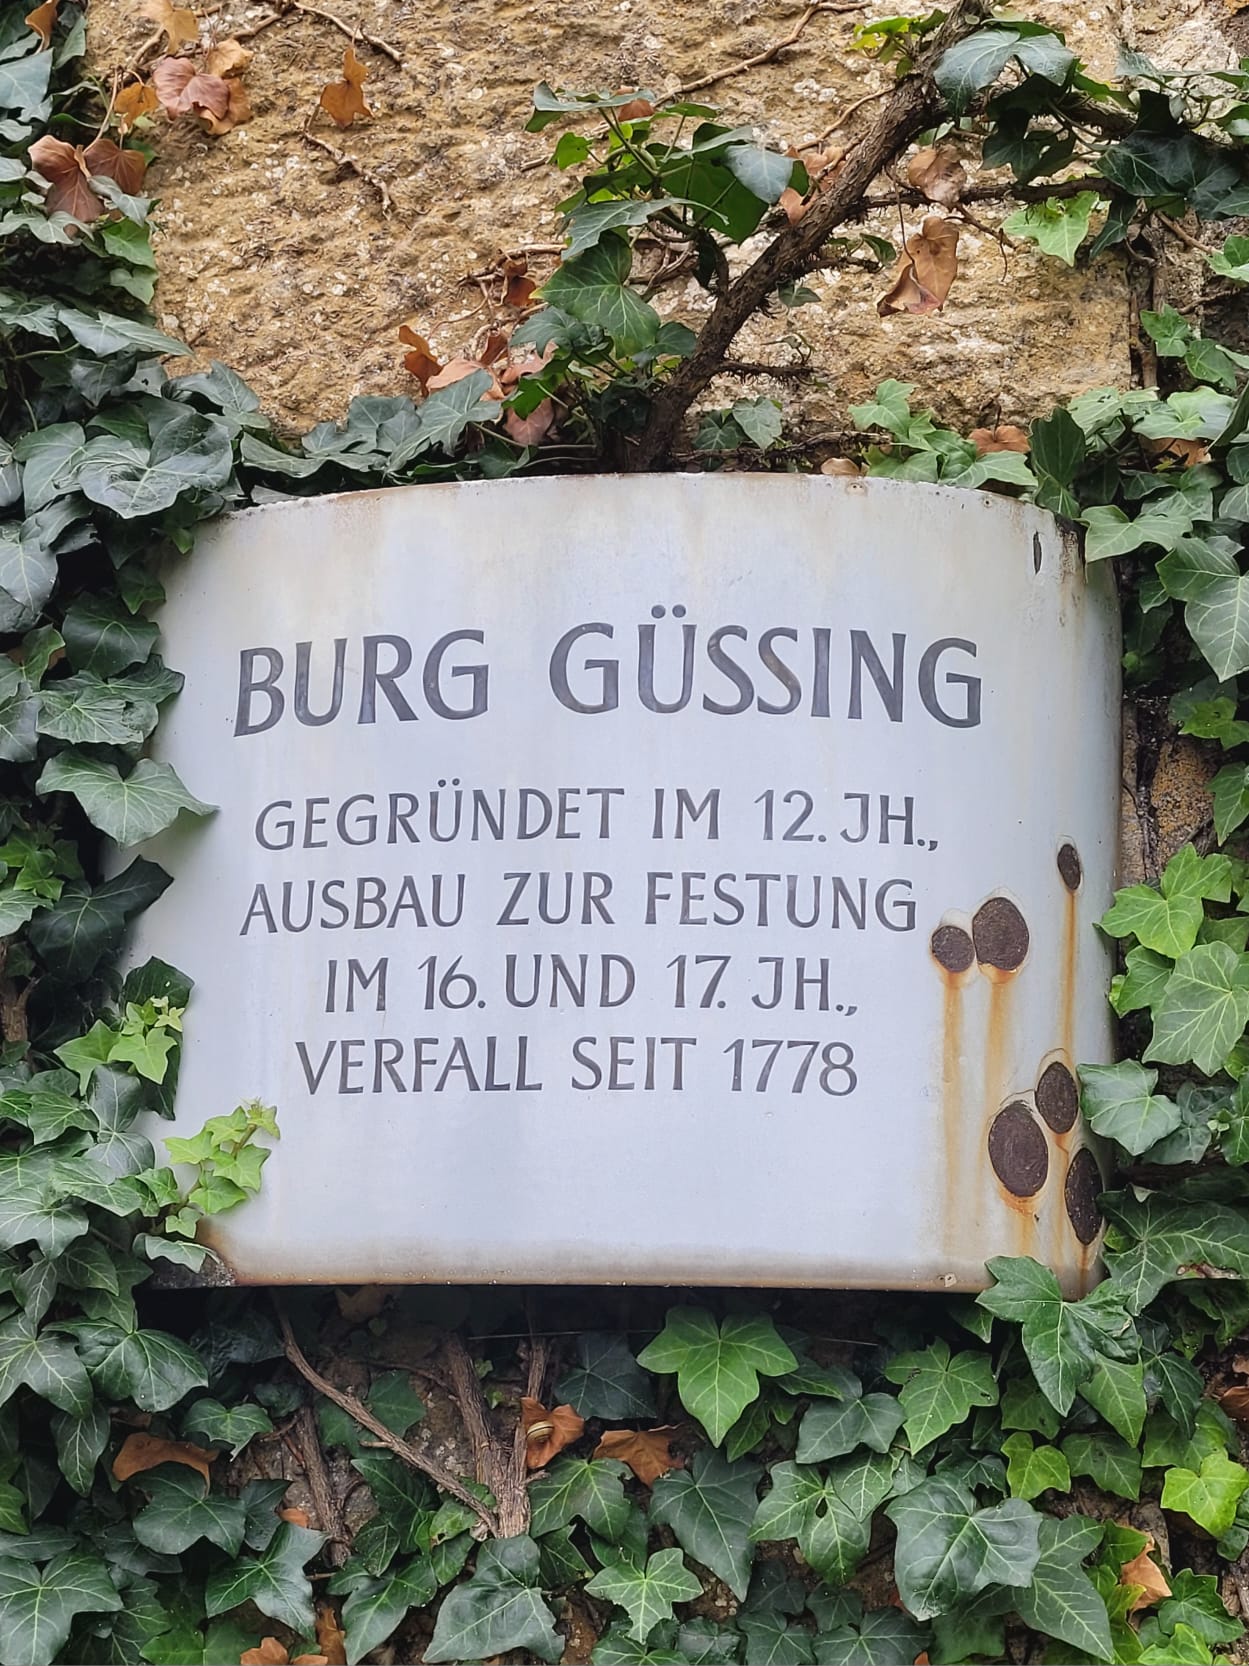 BURG GÜSSING
GEGRÜNDET IM 12. JH.,
AUSBAU ZUR FESTUNG
IM 16. UND 17. JH.,
VERFALL SEIT 1778